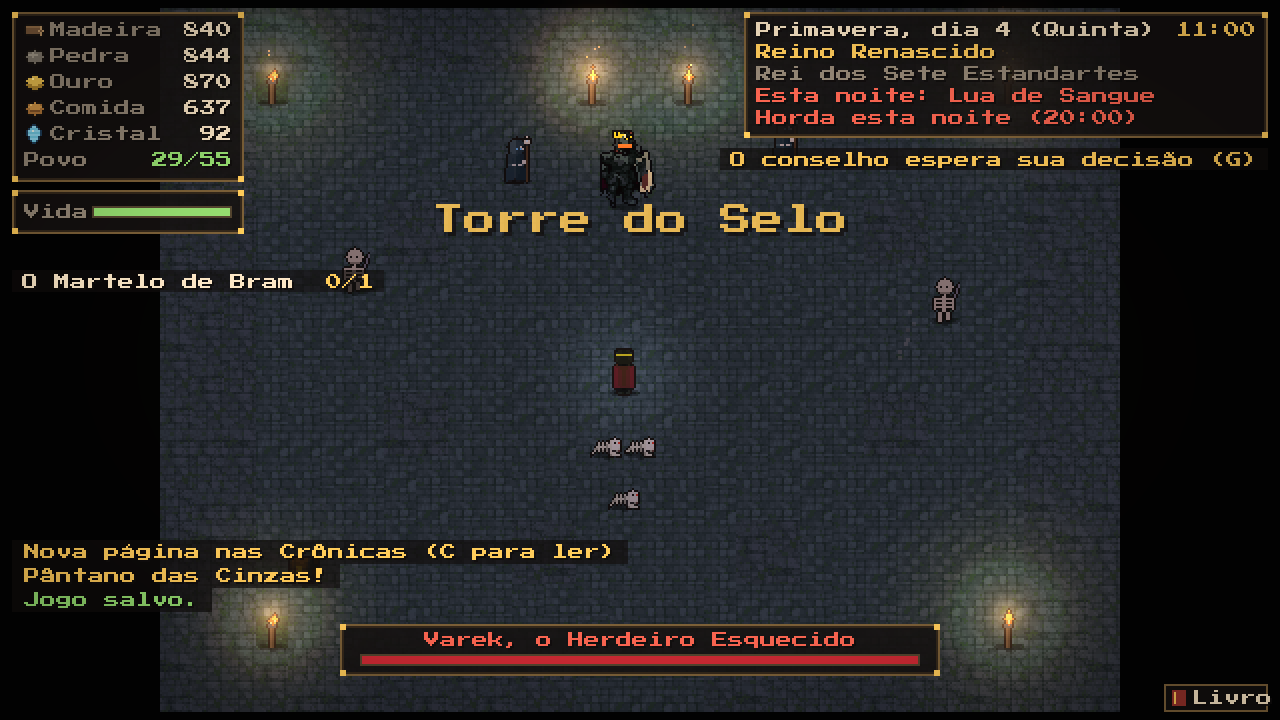 Madeira 840
Pedra 844
Ouro 870
Comida 637
Cristal 92
Povo 29/55
Vida
Primavera, dia 4 (Quinta) 11:00
Reino Renascido
Rei dos Sete Estandartes
Esta noite: Lua de Sangue
Horda esta noite (20:00)
O conselho espera sua decisão (G)
Torre do Selo
O Martelo de Bram 0/1
Nova página nas Crônicas (C para ler)
Pântano das Cinzas!
Jogo salvo.
Varek, o Herdeiro Esquecido
Livro